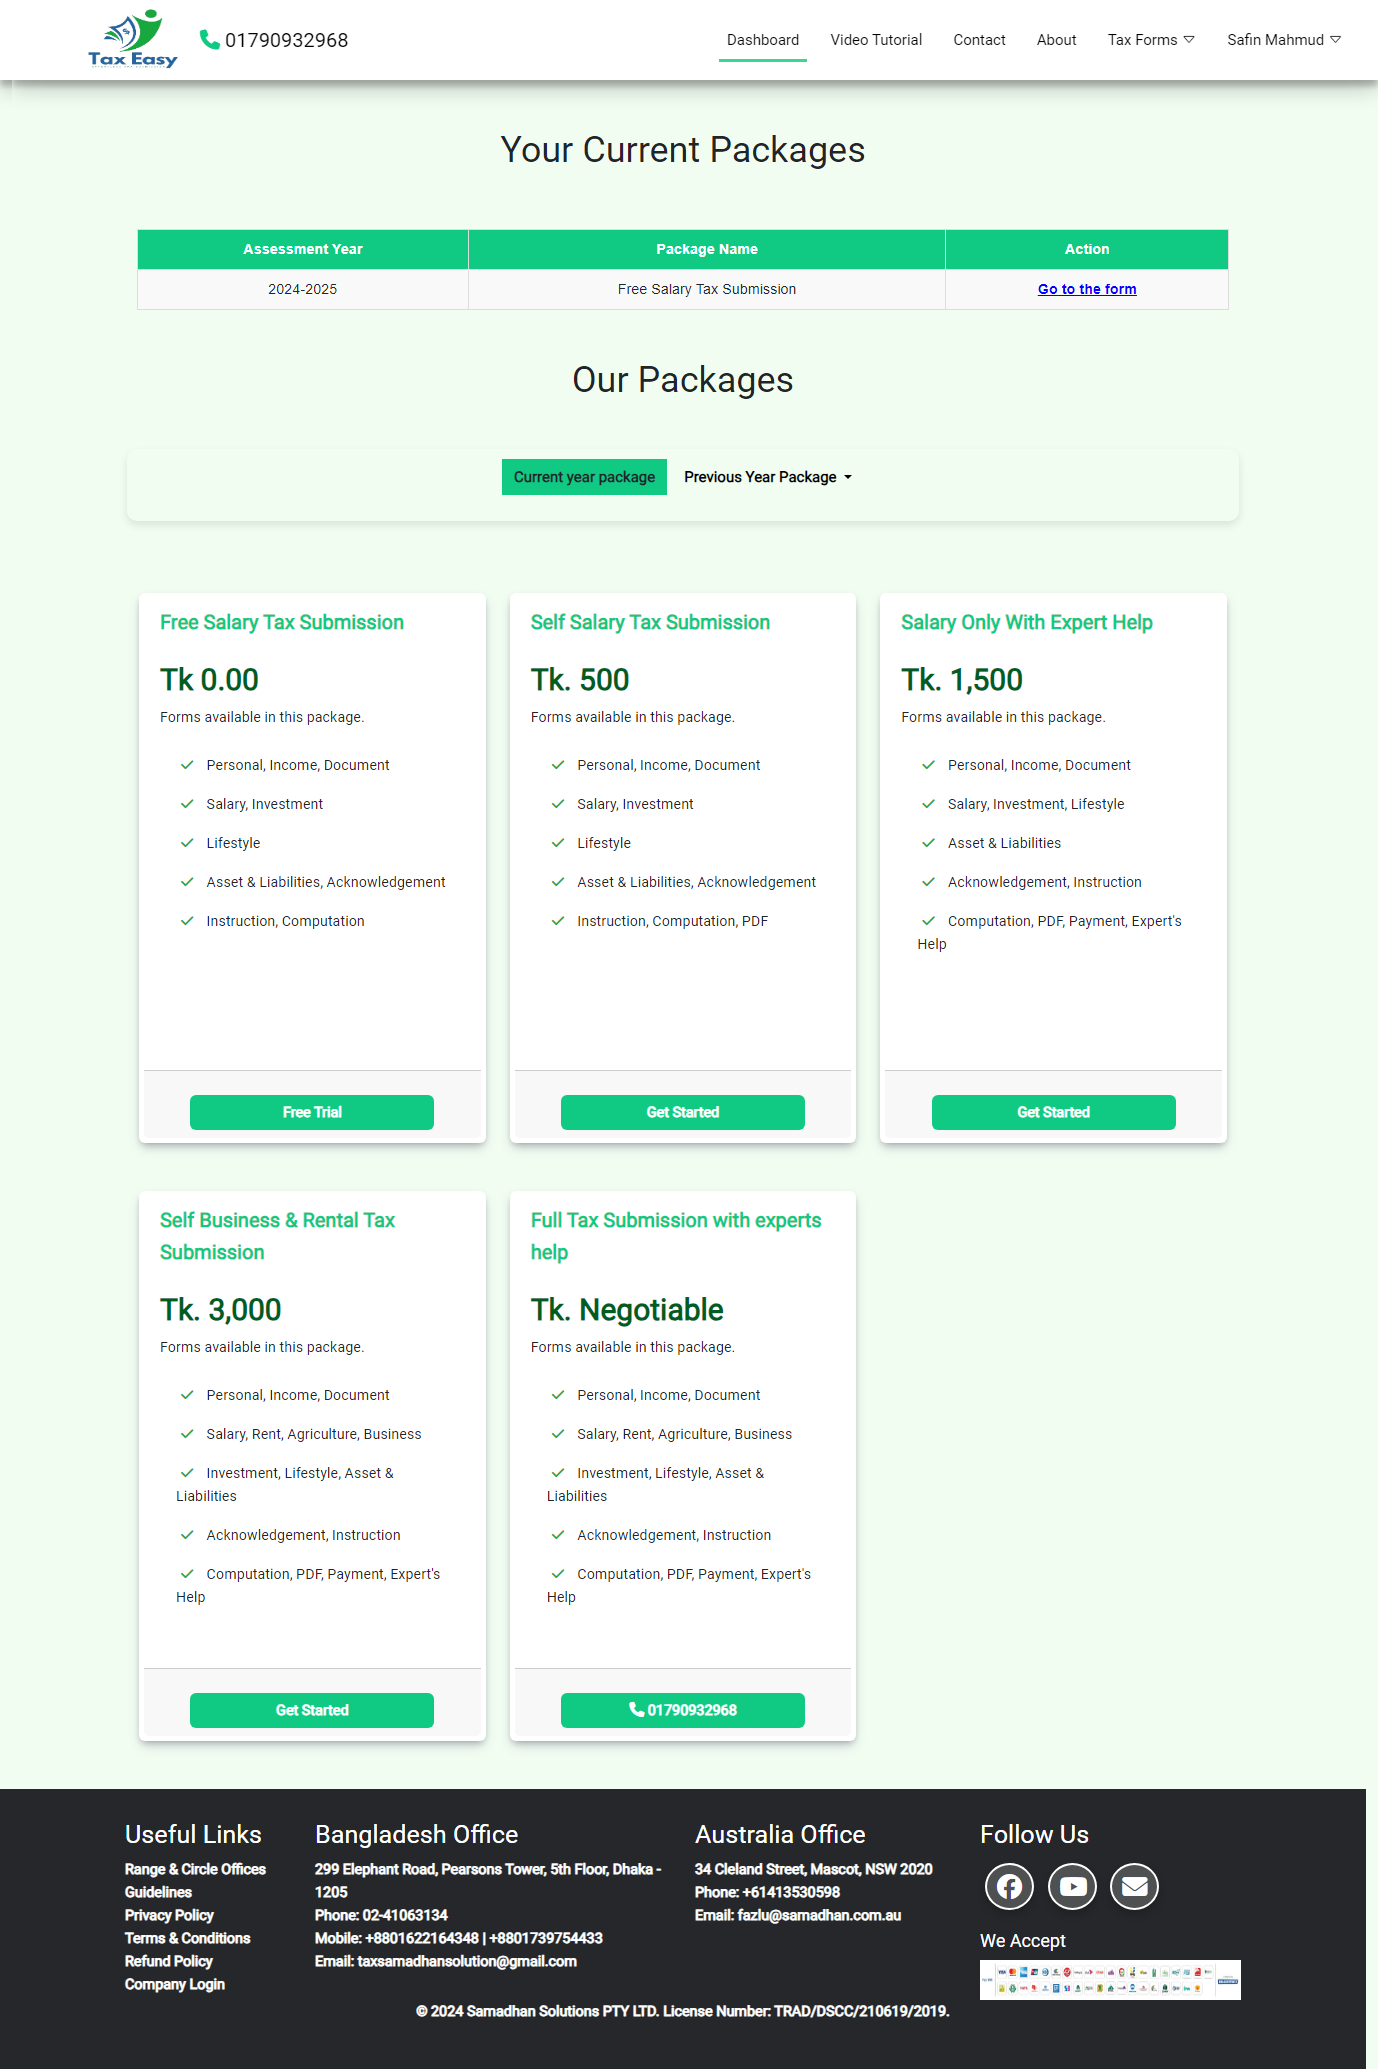 Tax Easy
01790932968
Dashboard
Video Tutorial
Contact
About
Tax Forms
Safin Mahmud
Your Current Packages
Assessment Year
Package Name
Action
2024-2025
Free Salary Tax Submission
Go to the form
Our Packages
Current year package
Previous Year Package
Free Salary Tax Submission
Tk 0.00
Forms available in this package.
Personal, Income, Document
Salary, Investment
Lifestyle
Asset & Liabilities, Acknowledgement
Instruction, Computation
Free Trial
Self Salary Tax Submission
Tk. 500
Forms available in this package.
Personal, Income, Document
Salary, Investment
Lifestyle
Asset & Liabilities, Acknowledgement
Instruction, Computation, PDF
Get Started
Salary Only With Expert Help
Tk. 1,500
Forms available in this package.
Personal, Income, Document
Salary, Investment, Lifestyle
Asset & Liabilities
Acknowledgement, Instruction
Computation, PDF, Payment, Expert's
Help
Get Started
Self Business & Rental Tax
Submission
Tk. 3,000
Forms available in this package.
Personal, Income, Document
Salary, Rent, Agriculture, Business
Investment, Lifestyle, Asset &
Liabilities
Acknowledgement, Instruction
Computation, PDF, Payment, Expert's
Help
Get Started
Full Tax Submission with experts
help
Tk. Negotiable
Forms available in this package.
Personal, Income, Document
Salary, Rent, Agriculture, Business
Investment, Lifestyle, Asset &
Liabilities
Acknowledgement, Instruction
Computation, PDF, Payment, Expert's
Help
01790932968
Useful Links
Range & Circle Offices
Guidelines
Privacy Policy
Terms & Conditions
Refund Policy
Company Login
Bangladesh Office
299 Elephant Road, Pearsons Tower, 5th Floor, Dhaka -
1205
Phone: 02-41063134
Mobile: +8801622164348 | +8801739754433
Email: taxsamadhansolution@gmail.com
Australia Office
34 Cleland Street, Mascot, NSW 2020
Phone: +61413530598
Email: fazlu@samadhan.com.au
Follow Us
We Accept
© 2024 Samadhan Solutions PTY LTD. License Number: TRAD/DSCC/210619/2019.